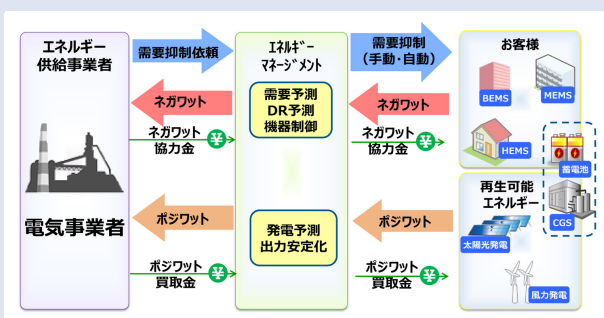 エネルギー
供給事業者
電気事業者
需要抑制依頼
ネガワット
ネガワット
協力金
¥
ポジワット
ポジワット
買取金
¥
エネルギー
マネージメント
需要予測
DR予測
機器制御
発電予測
出力安定化
需要抑制
(手動・自動)
ネガワット
ネガワット
協力金
¥
ポジワット
ポジワット
買取金
¥
お客様
BEMS
MEMS
HEMS
蓄電池
再生可能
エネルギー
CGS
太陽光発電
風力発電